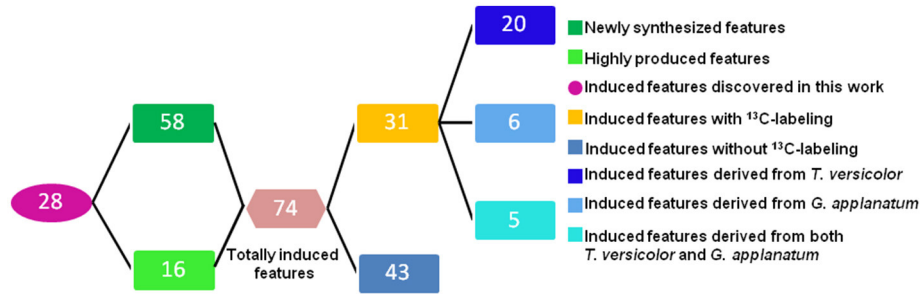 28
58
16
74
Totally induced
features
31
43
20
6
5
Newly synthesized features
Highly produced features
Induced features discovered in this work
Induced features with ¹³C-labeling
Induced features without ¹³C-labeling
Induced features derived from T. versicolor
Induced features derived from G. applanatum
Induced features derived from both
T. versicolor and G. applanatum